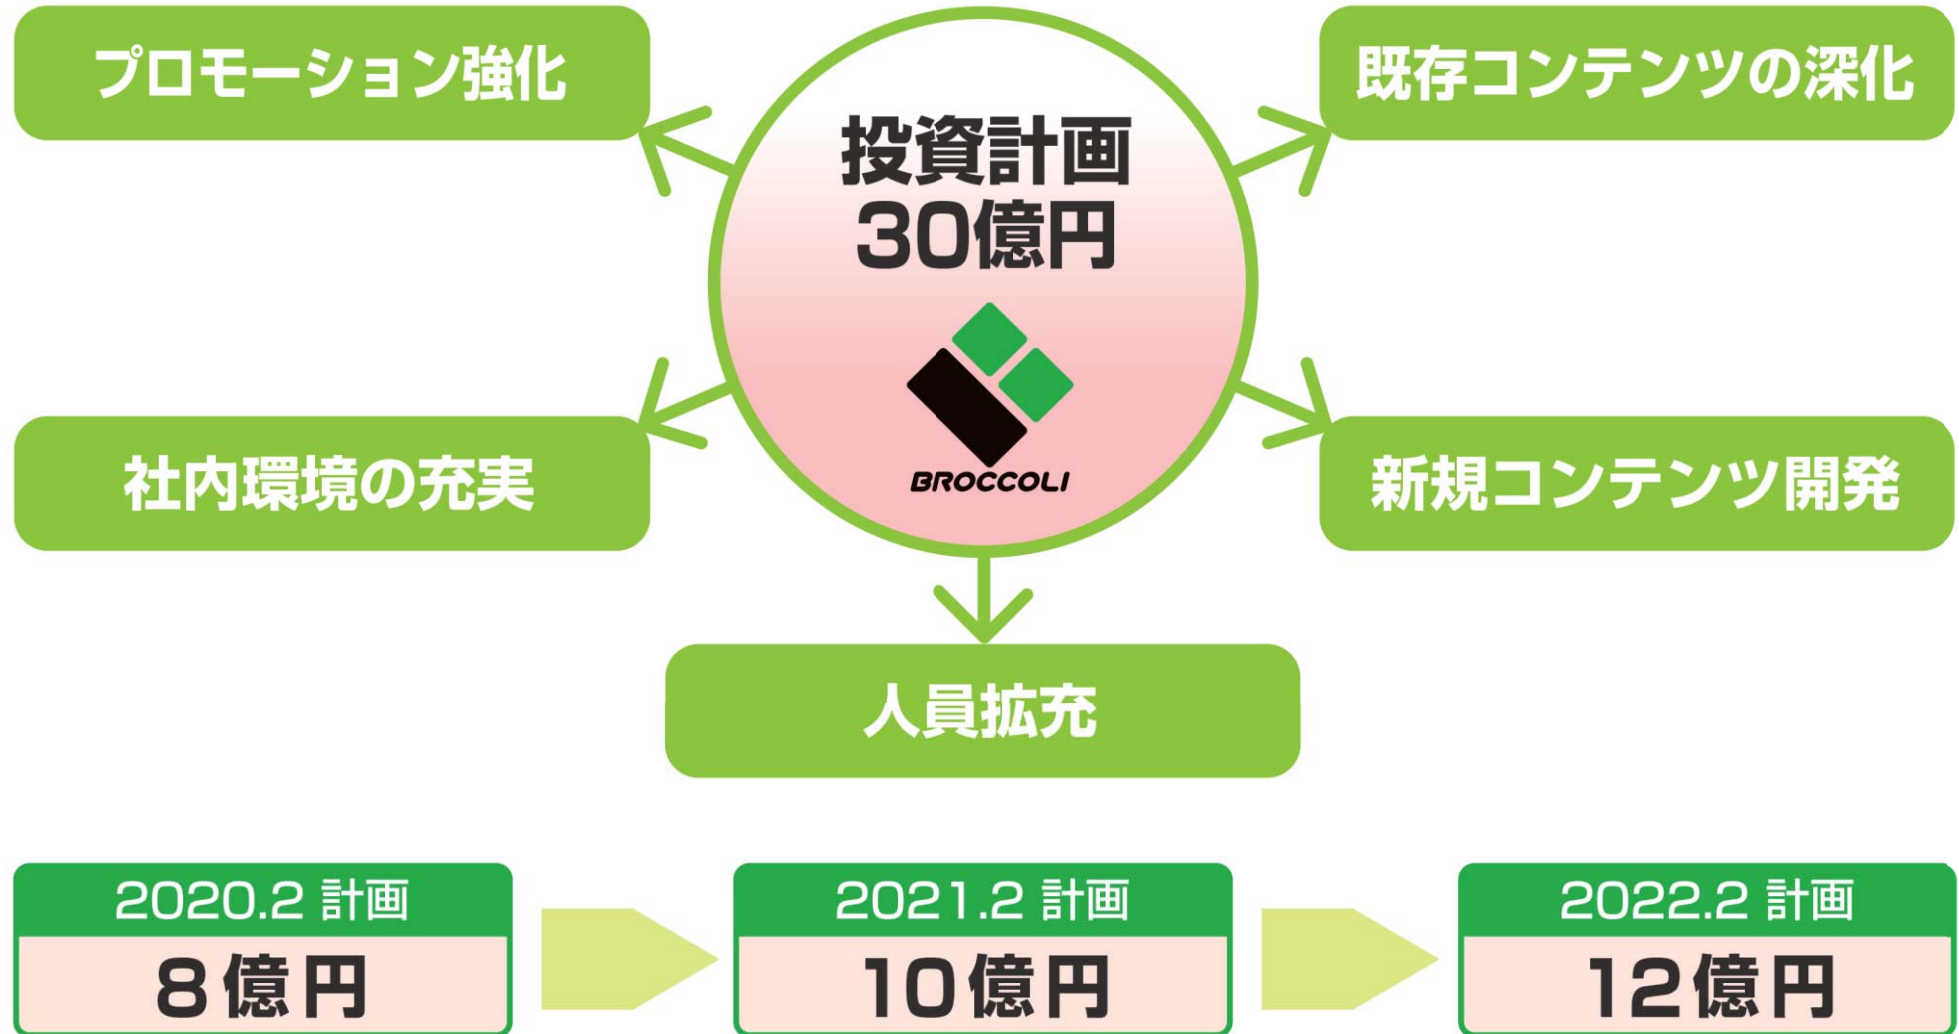 プロモーション強化
既存コンテンツの深化
投資計画
30億円
BROCCOLI
社内環境の充実
新規コンテンツ開発
人員拡充
2020.2 計画
8億円
2021.2 計画
10億円
2022.2 計画
12億円